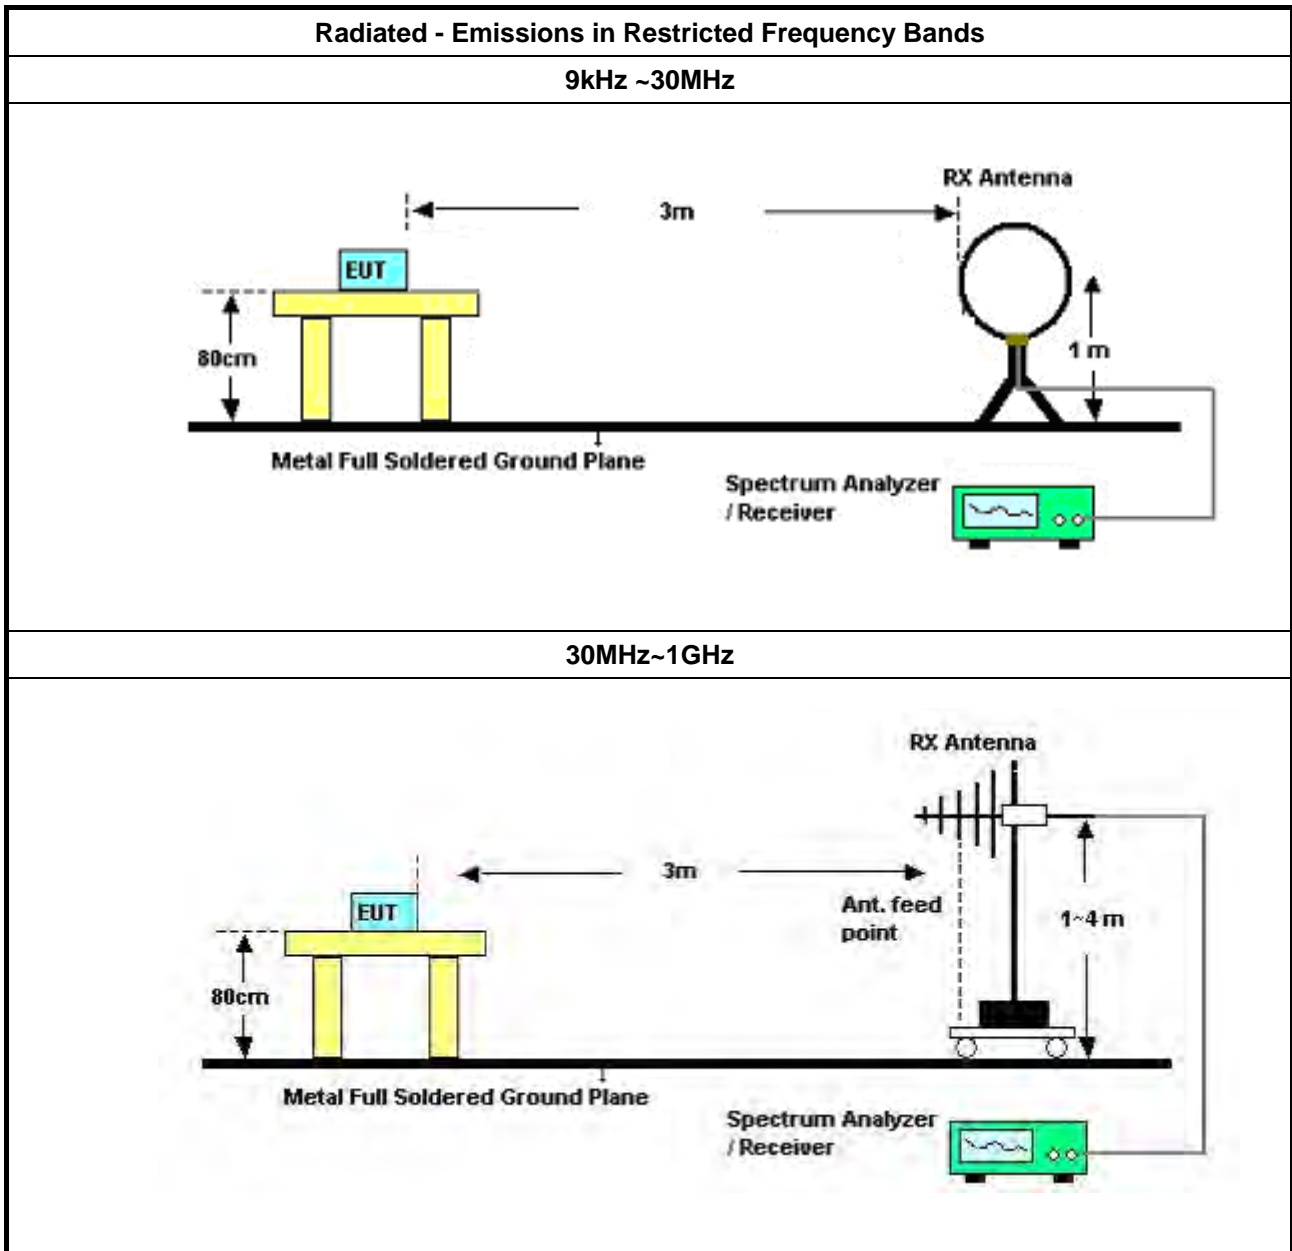 Radiated - Emissions in Restricted Frequency Bands
9kHz ~30MHz
RX Antenna
3m
EUT
80cm
1 m
Metal Full Soldered Ground Plane
Spectrum Analyzer
/ Receiver
30MHz~1GHz
RX Antenna
3m
Ant. feed
point
1~4 m
EUT
80cm
Metal Full Soldered Ground Plane
Spectrum Analyzer
/ Receiver